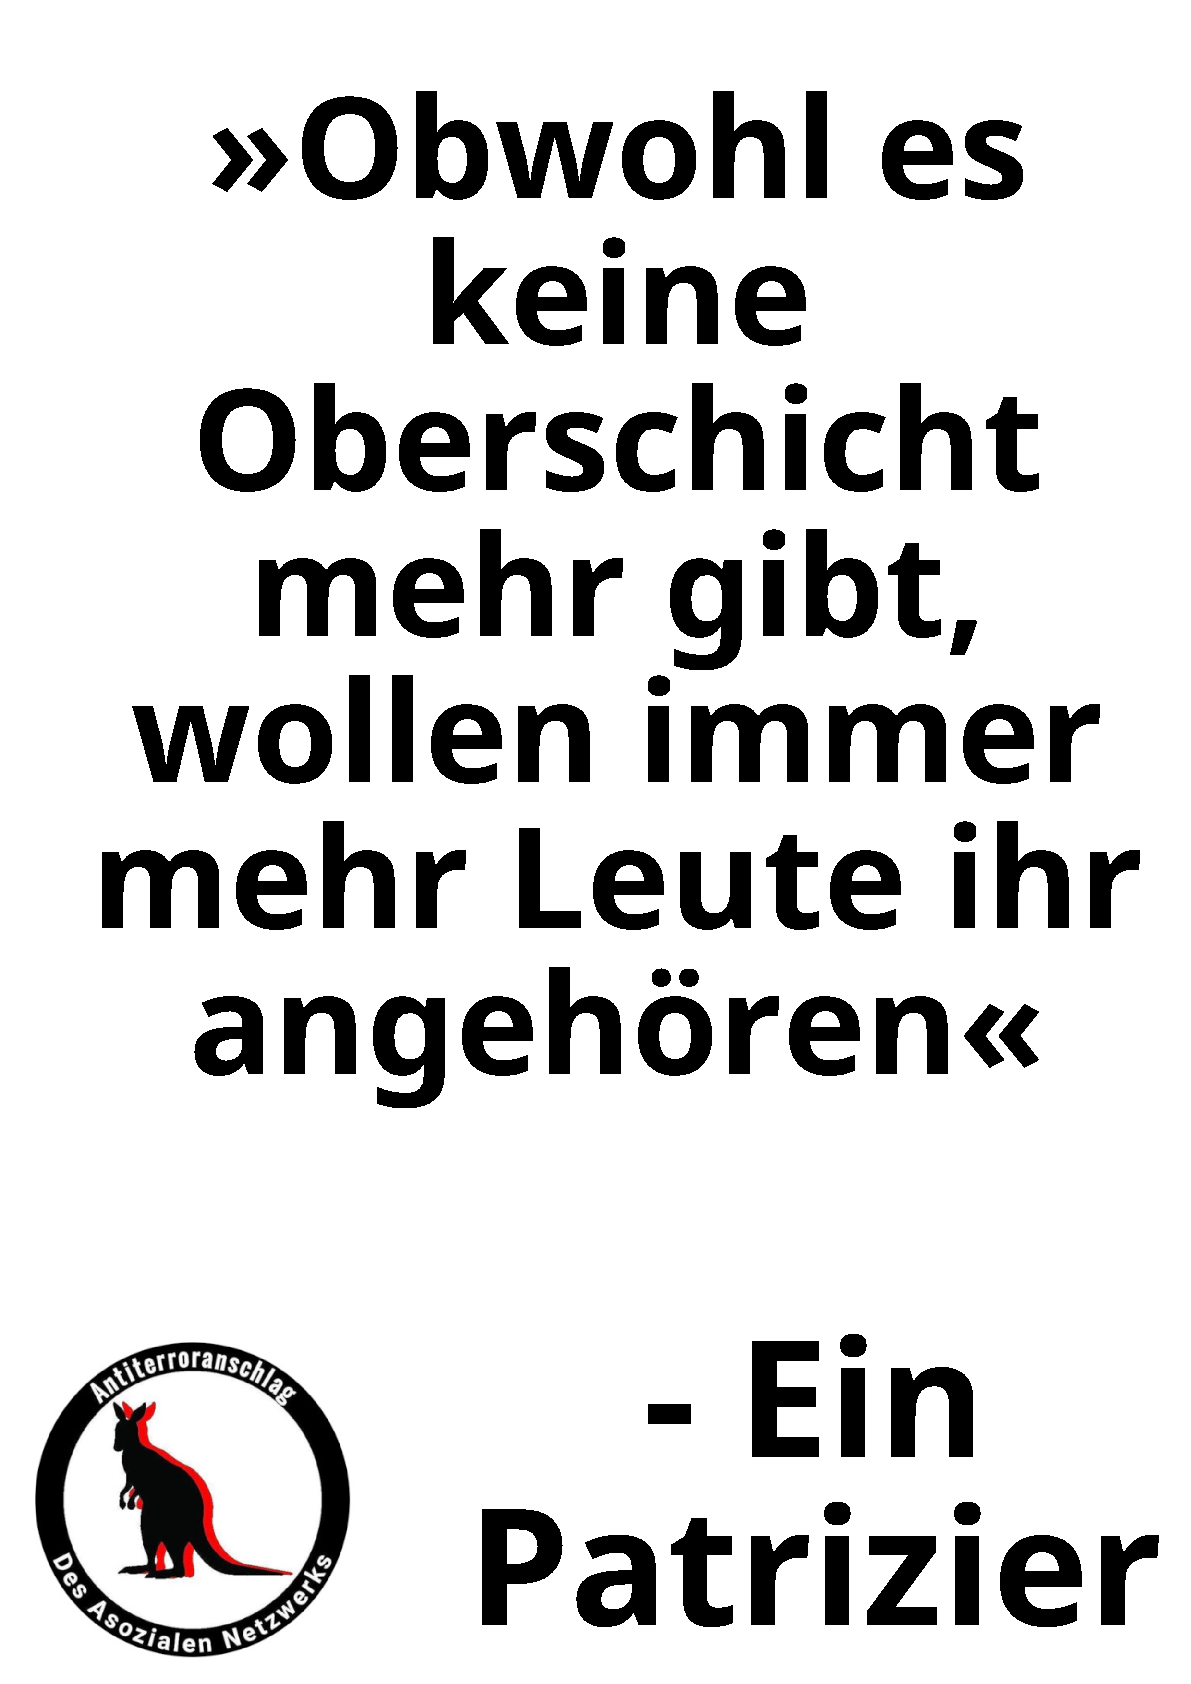 »Obwohl es
keine
Oberschicht
mehr gibt,
wollen immer
mehr Leute ihr
angehören«
- Ein
Patrizier
Antiterroranschlag
Des Asozialen Netzwerks